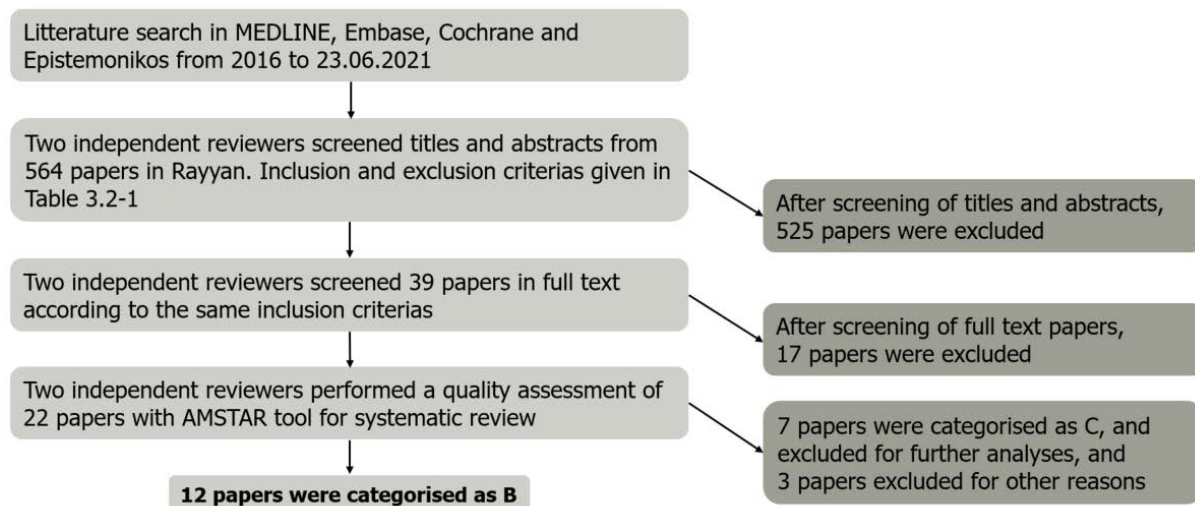 Litterature search in MEDLINE, Embase, Cochrane and
Epistemonikos from 2016 to 23.06.2021
Two independent reviewers screened titles and abstracts from
564 papers in Rayyan. Inclusion and exclusion criterias given in
Table 3.2-1
After screening of titles and abstracts,
525 papers were excluded
Two independent reviewers screened 39 papers in full text
according to the same inclusion criterias
After screening of full text papers,
17 papers were excluded
Two independent reviewers performed a quality assessment of
22 papers with AMSTAR tool for systematic review
7 papers were categorised as C, and
excluded for further analyses, and
3 papers excluded for other reasons
12 papers were categorised as B